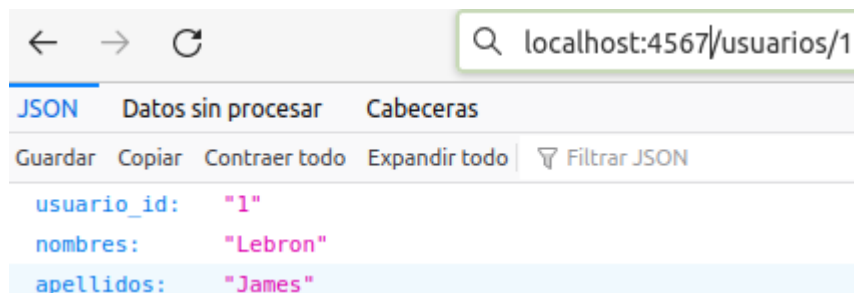 localhost:4567/usuarios/1
JSON Datos sin procesar Cabeceras
Guardar Copiar Contraer todo Expandir todo Filtrar JSON
usuario_id: "1"
nombres: "Lebron"
apellidos: "James"